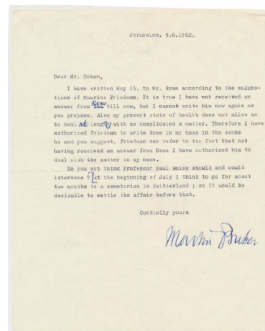 Jerusalem, 9.6.1962.
Dear Mr. Cohen,
I have written May 15. to Mr. Rome according to the sugges-
tions of Maurice Friedman. It is true I have not received an
answer from till now, but I cannot write him now again as
you propose. Also my present state of health does not allow me
to deal at length with so complicated a matter. Therefore I have
authorized Friedman to write Rome in my name in the sense
he and you suggest. Friedman can refer to the fact that not
having received an answer from Rome I have authorized him to
deal with the matter in my name.
Do you not think Professor Paul Weiss should and would
intervene ? At the beginning of July I think to go for about
two months to a sanatorium in Switzerland ; so it would be
desirable to settle the affair before that.
Cordially yours
Martin Buber